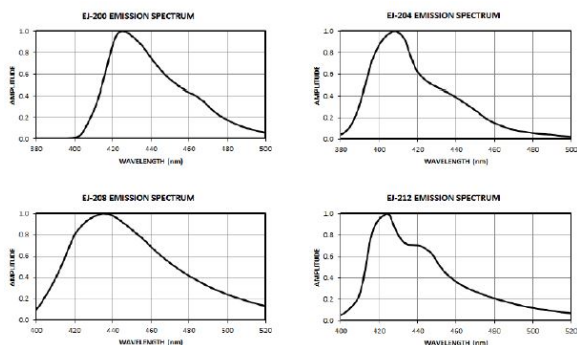 EJ-200 EMISSION SPECTRUM
1.0
0.8
0.6
0.4
0.2
0.0
AMPLITUDE
380 400 420 440 460 480 500
WAVELENGTH (nm)
EJ-204 EMISSION SPECTRUM
1.0
0.8
0.6
0.4
0.2
0.0
AMPLITUDE
380 400 420 440 460 480 500 520
WAVELENGTH (nm)
EJ-208 EMISSION SPECTRUM
1.0
0.8
0.6
0.4
0.2
0.0
AMPLITUDE
400 420 440 460 480 500 520
WAVELENGTH (nm)
EJ-212 EMISSION SPECTRUM
1.0
0.8
0.6
0.4
0.2
0.0
AMPLITUDE
400 420 440 460 480 500 520
WAVELENGTH (nm)